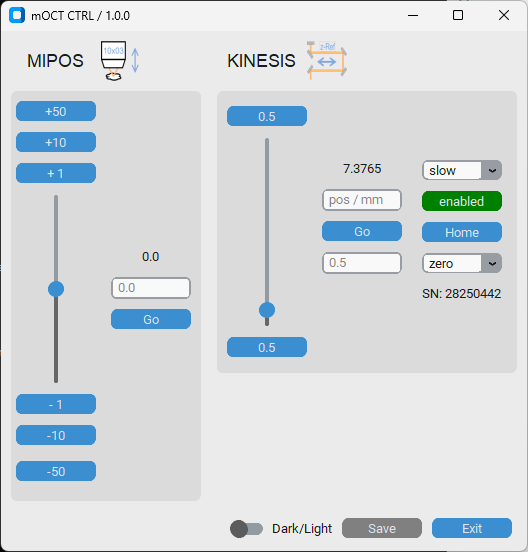 mOCT CTRL / 1.0.0
MIPOS
10x03
KINESIS
z-Ref
+50
+10
+ 1
0.0
0.0
Go
- 1
-10
-50
0.5
7.3765
pos / mm
Go
0.5
0.5
slow
enabled
Home
zero
SN: 28250442
Dark/Light
Save
Exit